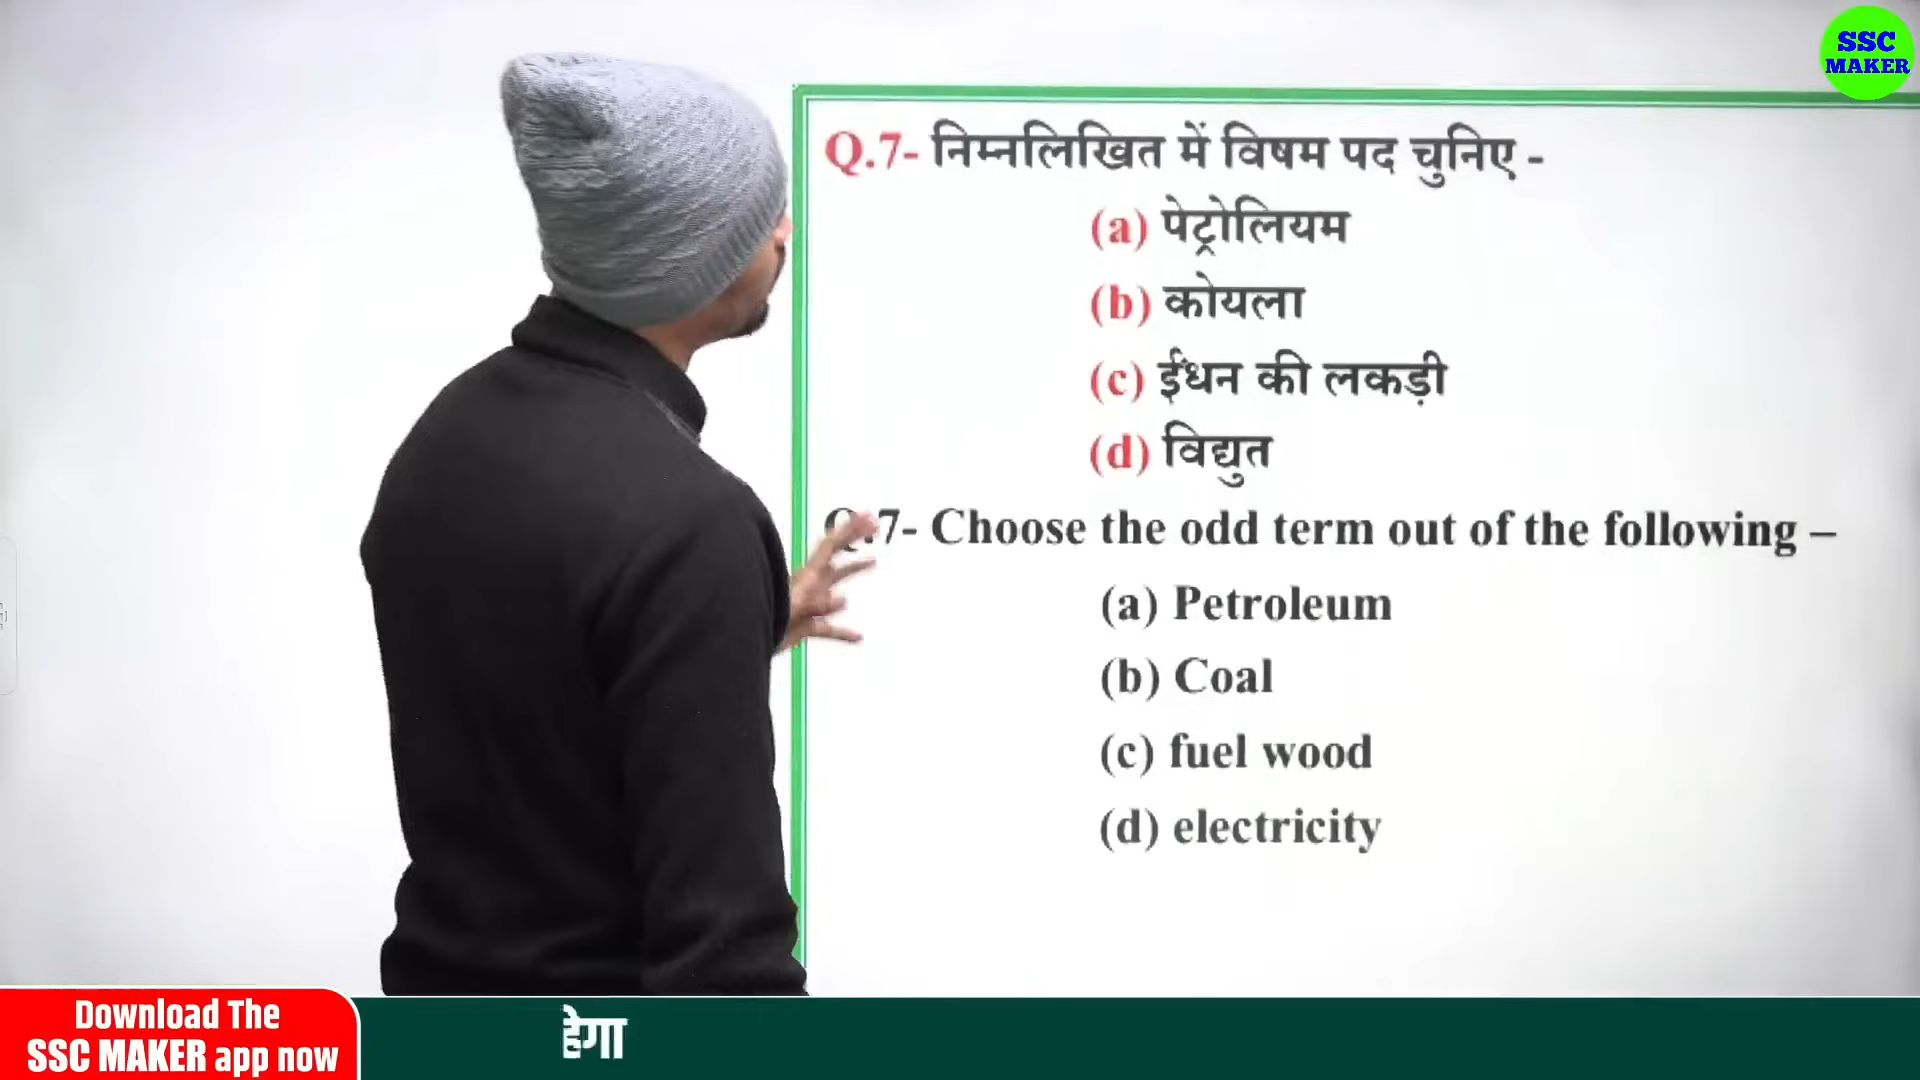 SSC
MAKER
Q.7- निम्नलिखित में विषम पद चुनिए -
(a) पेट्रोलियम
(b) कोयला
(c) ईंधन की लकड़ी
(d) विद्युत
Q.7- Choose the odd term out of the following –
(a) Petroleum
(b) Coal
(c) fuel wood
(d) electricity
Download The
SSC MAKER app now
हेगा